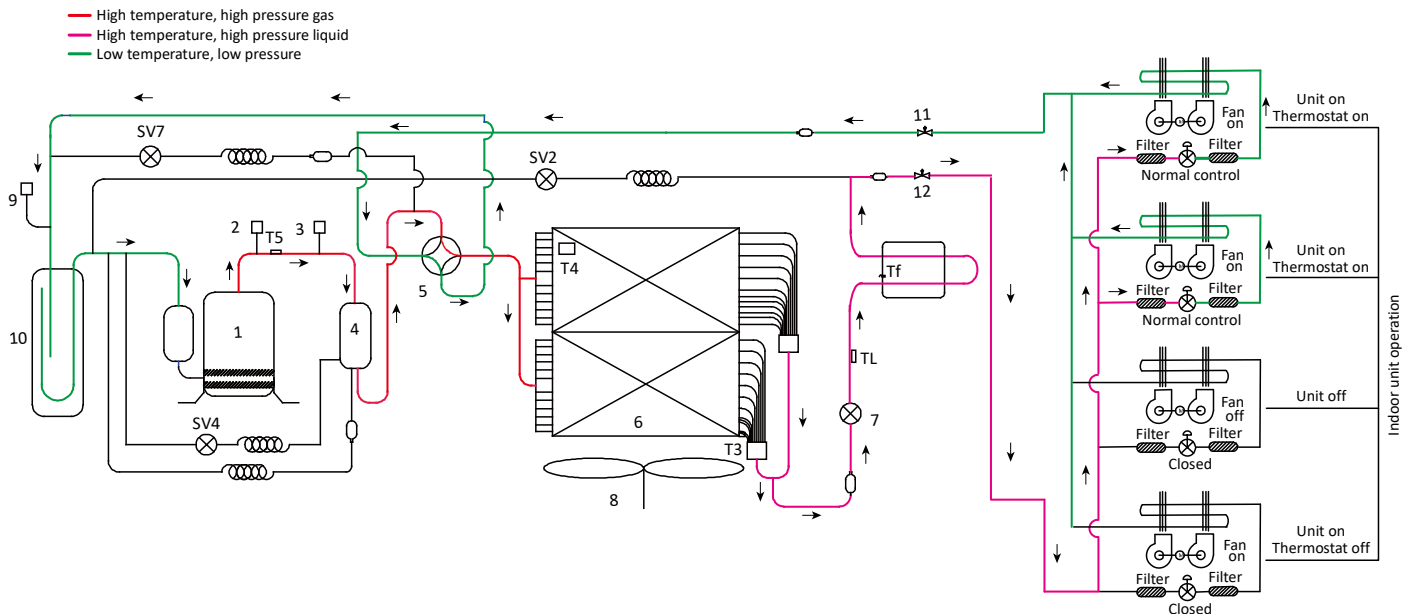 High temperature, high pressure gas
High temperature, high pressure liquid
Low temperature, low pressure
SV7
SV2
11
12
9
2
T5
3
5
10
1
4
SV4
T4
6
T3
8
Tf
TL
7
Fan
on
Filter
Filter
Normal control
Unit on
Thermostat on
Fan
on
Filter
Filter
Normal control
Unit on
Thermostat on
Fan
off
Filter
Filter
Closed
Unit off
Fan
on
Filter
Filter
Closed
Unit on
Thermostat off
Indoor unit operation